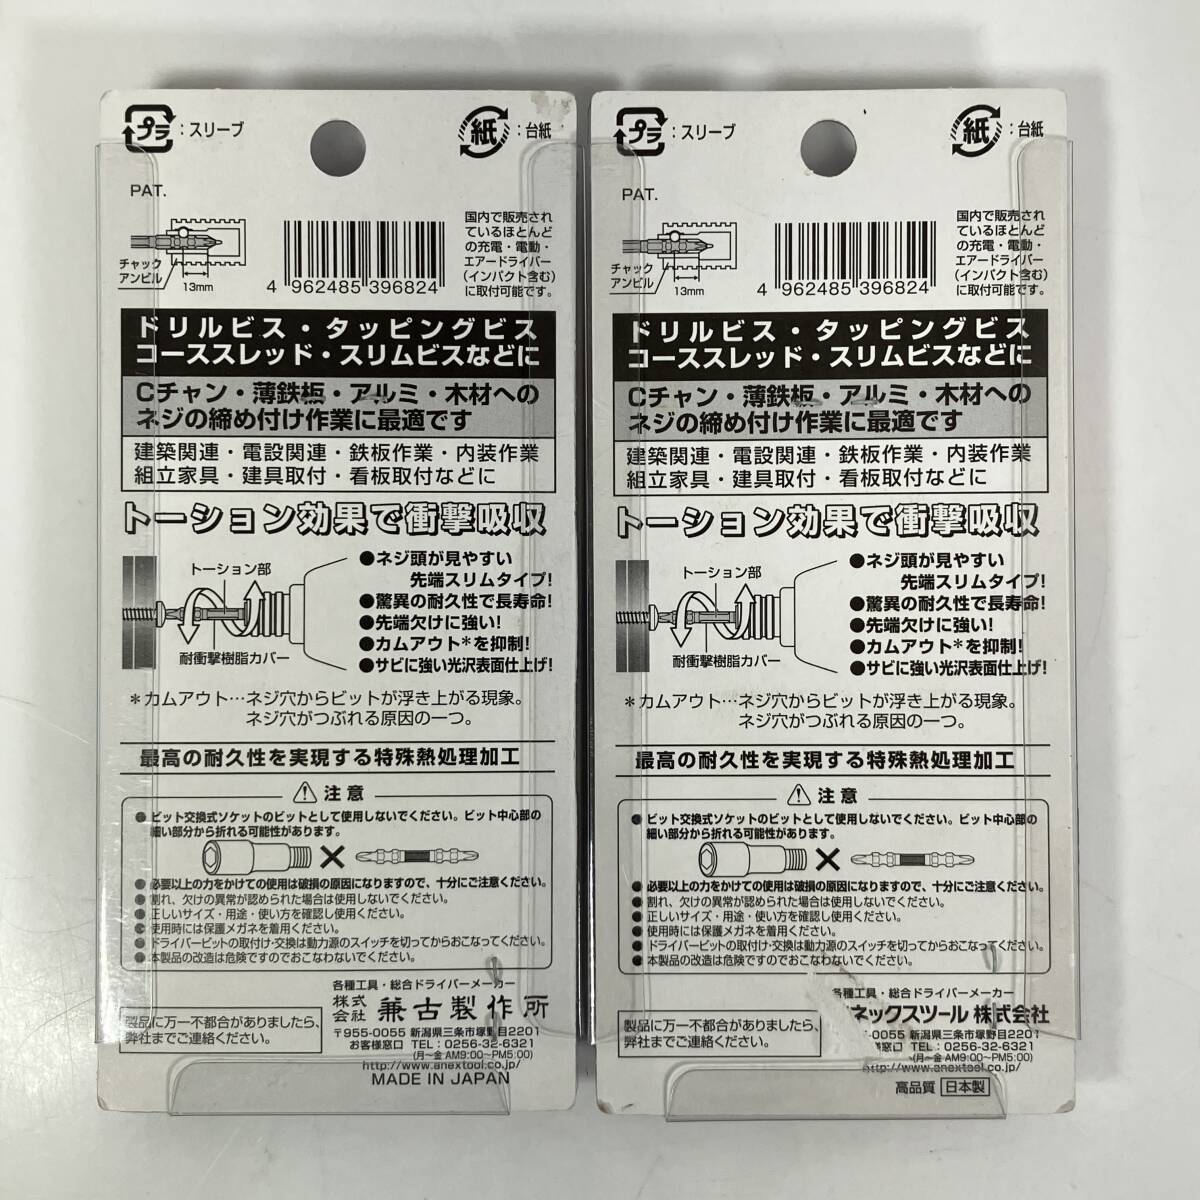 プラ : スリーブ
紙 : 台紙
PAT.
チャック
アンビル
13mm
4 962485 396824
国内で販売され
ているほとんど
の充電・電動・
エアードライバー
(インパクト含む)
に取付可能です。
ドリルビス・タッピングビス
コーススレッド・スリムビスなどに
Cチャン・薄鉄板・アルミ・木材への
ネジの締め付け作業に最適です
建築関連・電設関連・鉄板作業・内装作業
組立家具・建具取付・看板取付などに
トーション効果で衝撃吸収
トーション部
耐衝撃樹脂カバー
●ネジ頭が見やすい
先端スリムタイプ!
●驚異の耐久性で長寿命!
●先端欠けに強い!
●カムアウト*を抑制!
●サビに強い光沢表面仕上げ!
*カムアウト…ネジ穴からビットが浮き上がる現象。
ネジ穴がつぶれる原因の一つ。
最高の耐久性を実現する特殊熱処理加工
注意
●ビット交換式ソケットのビットとして使用しないでください。ビット中心部の
細い部分から折れる可能性があります。
●必要以上の力をかけての使用は破損の原因になりますので、十分にご注意ください。
●割れ、欠けの異常が認められた場合は使用しないでください。
●正しいサイズ・用途・使い方を確認し使用ください。
●使用時には保護メガネを着用ください。
●ドライバービットの取付け・交換は動力源のスイッチを切ってからおこなってください。
●本製品の改造は危険ですのでおこなわないでください。
製品に万一不都合がありましたら、
弊社までご連絡ください。
各種工具・総合ドライバーメーカー
株式会社 兼古製作所
〒955-0055 新潟県三条市塚野目2201
お客様窓口 TEL:0256-32-6321
(月〜金 AM9:00〜PM5:00)
http://www.anextool.co.jp/
MADE IN JAPAN
プラ : スリーブ
紙 : 台紙
PAT.
チャック
アンビル
13mm
4 962485 396824
国内で販売され
ているほとんど
の充電・電動・
エアードライバー
(インパクト含む)
に取付可能です。
ドリルビス・タッピングビス
コーススレッド・スリムビスなどに
Cチャン・薄鉄板・アルミ・木材への
ネジの締め付け作業に最適です
建築関連・電設関連・鉄板作業・内装作業
組立家具・建具取付・看板取付などに
トーション効果で衝撃吸収
トーション部
耐衝撃樹脂カバー
●ネジ頭が見やすい
先端スリムタイプ!
●驚異の耐久性で長寿命!
●先端欠けに強い!
●カムアウト*を抑制!
●サビに強い光沢表面仕上げ!
*カムアウト…ネジ穴からビットが浮き上がる現象。
ネジ穴がつぶれる原因の一つ。
最高の耐久性を実現する特殊熱処理加工
注意
●ビット交換式ソケットのビットとして使用しないでください。ビット中心部の
細い部分から折れる可能性があります。
●必要以上の力をかけての使用は破損の原因になりますので、十分にご注意ください。
●割れ、欠けの異常が認められた場合は使用しないでください。
●正しいサイズ・用途・使い方を確認し使用ください。
●使用時には保護メガネを着用ください。
●ドライバービットの取付け・交換は動力源のスイッチを切ってからおこなってください。
●本製品の改造は危険ですのでおこなわないでください。
製品に万一不都合がありましたら、
弊社までご連絡ください。
各種工具・総合ドライバーメーカー
ネックスツール 株式会社
-0055 新潟県三条市塚野目2201
様窓口 TEL:0256-32-6321
(月〜金 AM9:00〜PM5:00)
http://www.anextool.co.jp/
高品質 日本製